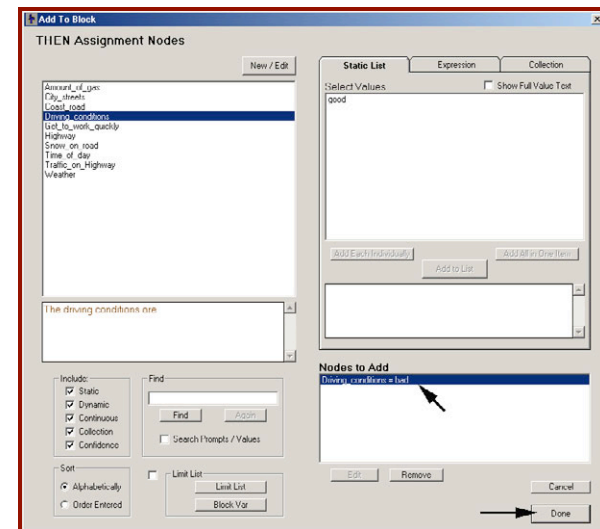 Add To Block
THEN Assignment Nodes
New / Edit
Amount_of_gas
City_streets
Coast_road
Driving_conditions
Get_to_work_quickly
Highway
Snow_on_road
Time_of_day
Traffic_on_Highway
Weather
The driving conditions are
Include:
Static
Dynamic
Continuous
Collection
Confidence
Find
Find
Again
Search Prompts / Values
Sort
Alphabetically
Order Entered
Limit List
Limit List
Block Var
Static List
Expression
Collection
Select Values
Show Full Value Text
good
Add Each Individually
Add All in One Item
Add to List
Nodes to Add
Driving_conditions = bad
Edit
Remove
Cancel
Done